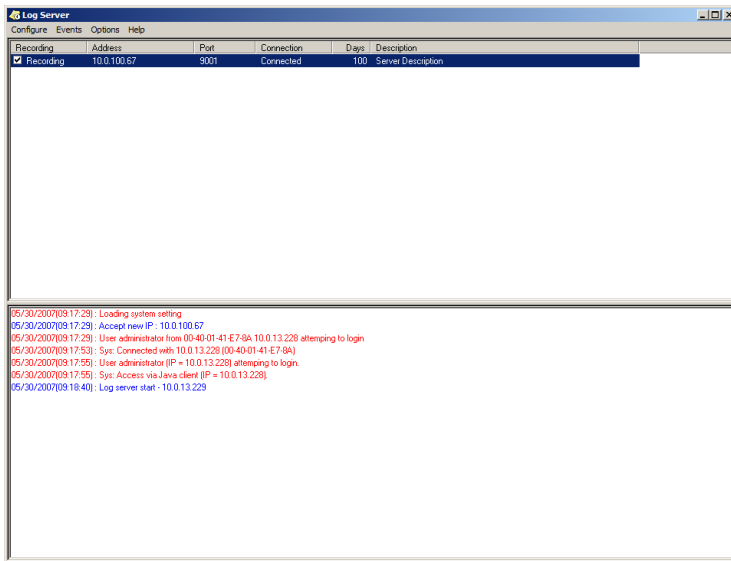 Log Server
Configure Events Options Help
Recording Address Port Connection Days Description
Recording 10.0.100.67 9001 Connected 100 Server Description
05/30/2007(09:17:29) : Loading system setting
05/30/2007(09:17:29) : Accept new IP : 10.0.100.67
05/30/2007(09:17:29) : User administrator from 00-40-01-41-E7-8A 10.0.13.228 attemping to login
05/30/2007(09:17:53) : Sys: Connected with 10.0.13.228 (00-40-01-41-E7-8A)
05/30/2007(09:17:55) : User administrator (IP = 10.0.13.228) attemping to login.
05/30/2007(09:17:55) : Sys: Access via Java client (IP = 10.0.13.228).
05/30/2007(09:18:40) : Log server start - 10.0.13.229